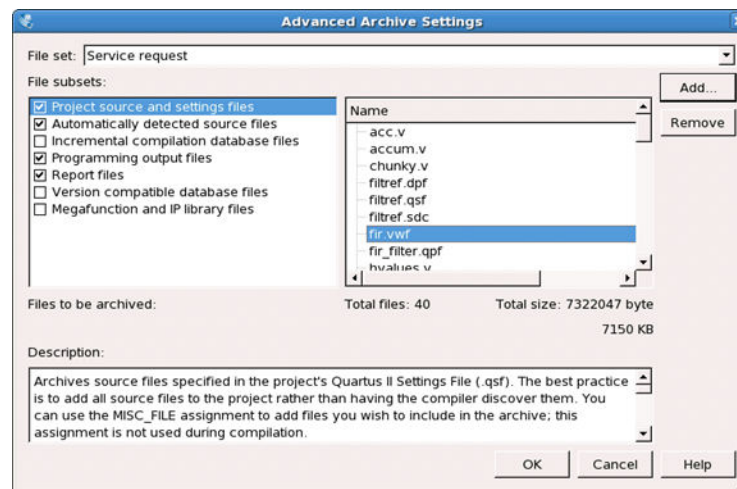 Advanced Archive Settings
File set: Service request
File subsets:
Add...
Remove
Project source and settings files
Automatically detected source files
Incremental compilation database files
Programming output files
Report files
Version compatible database files
Megafunction and IP library files
Name
acc.v
accum.v
chunky.v
filtref.dpf
filtref.qsf
filtref.sdc
fir.vwf
fir_filter.qpf
hvalues.v
Files to be archived:
Total files: 40
Total size: 7322047 byte
7150 KB
Description:
Archives source files specified in the project's Quartus II Settings File (.qsf). The best practice
is to add all source files to the project rather than having the compiler discover them. You
can use the MISC_FILE assignment to add files you wish to include in the archive; this
assignment is not used during compilation.
OK
Cancel
Help